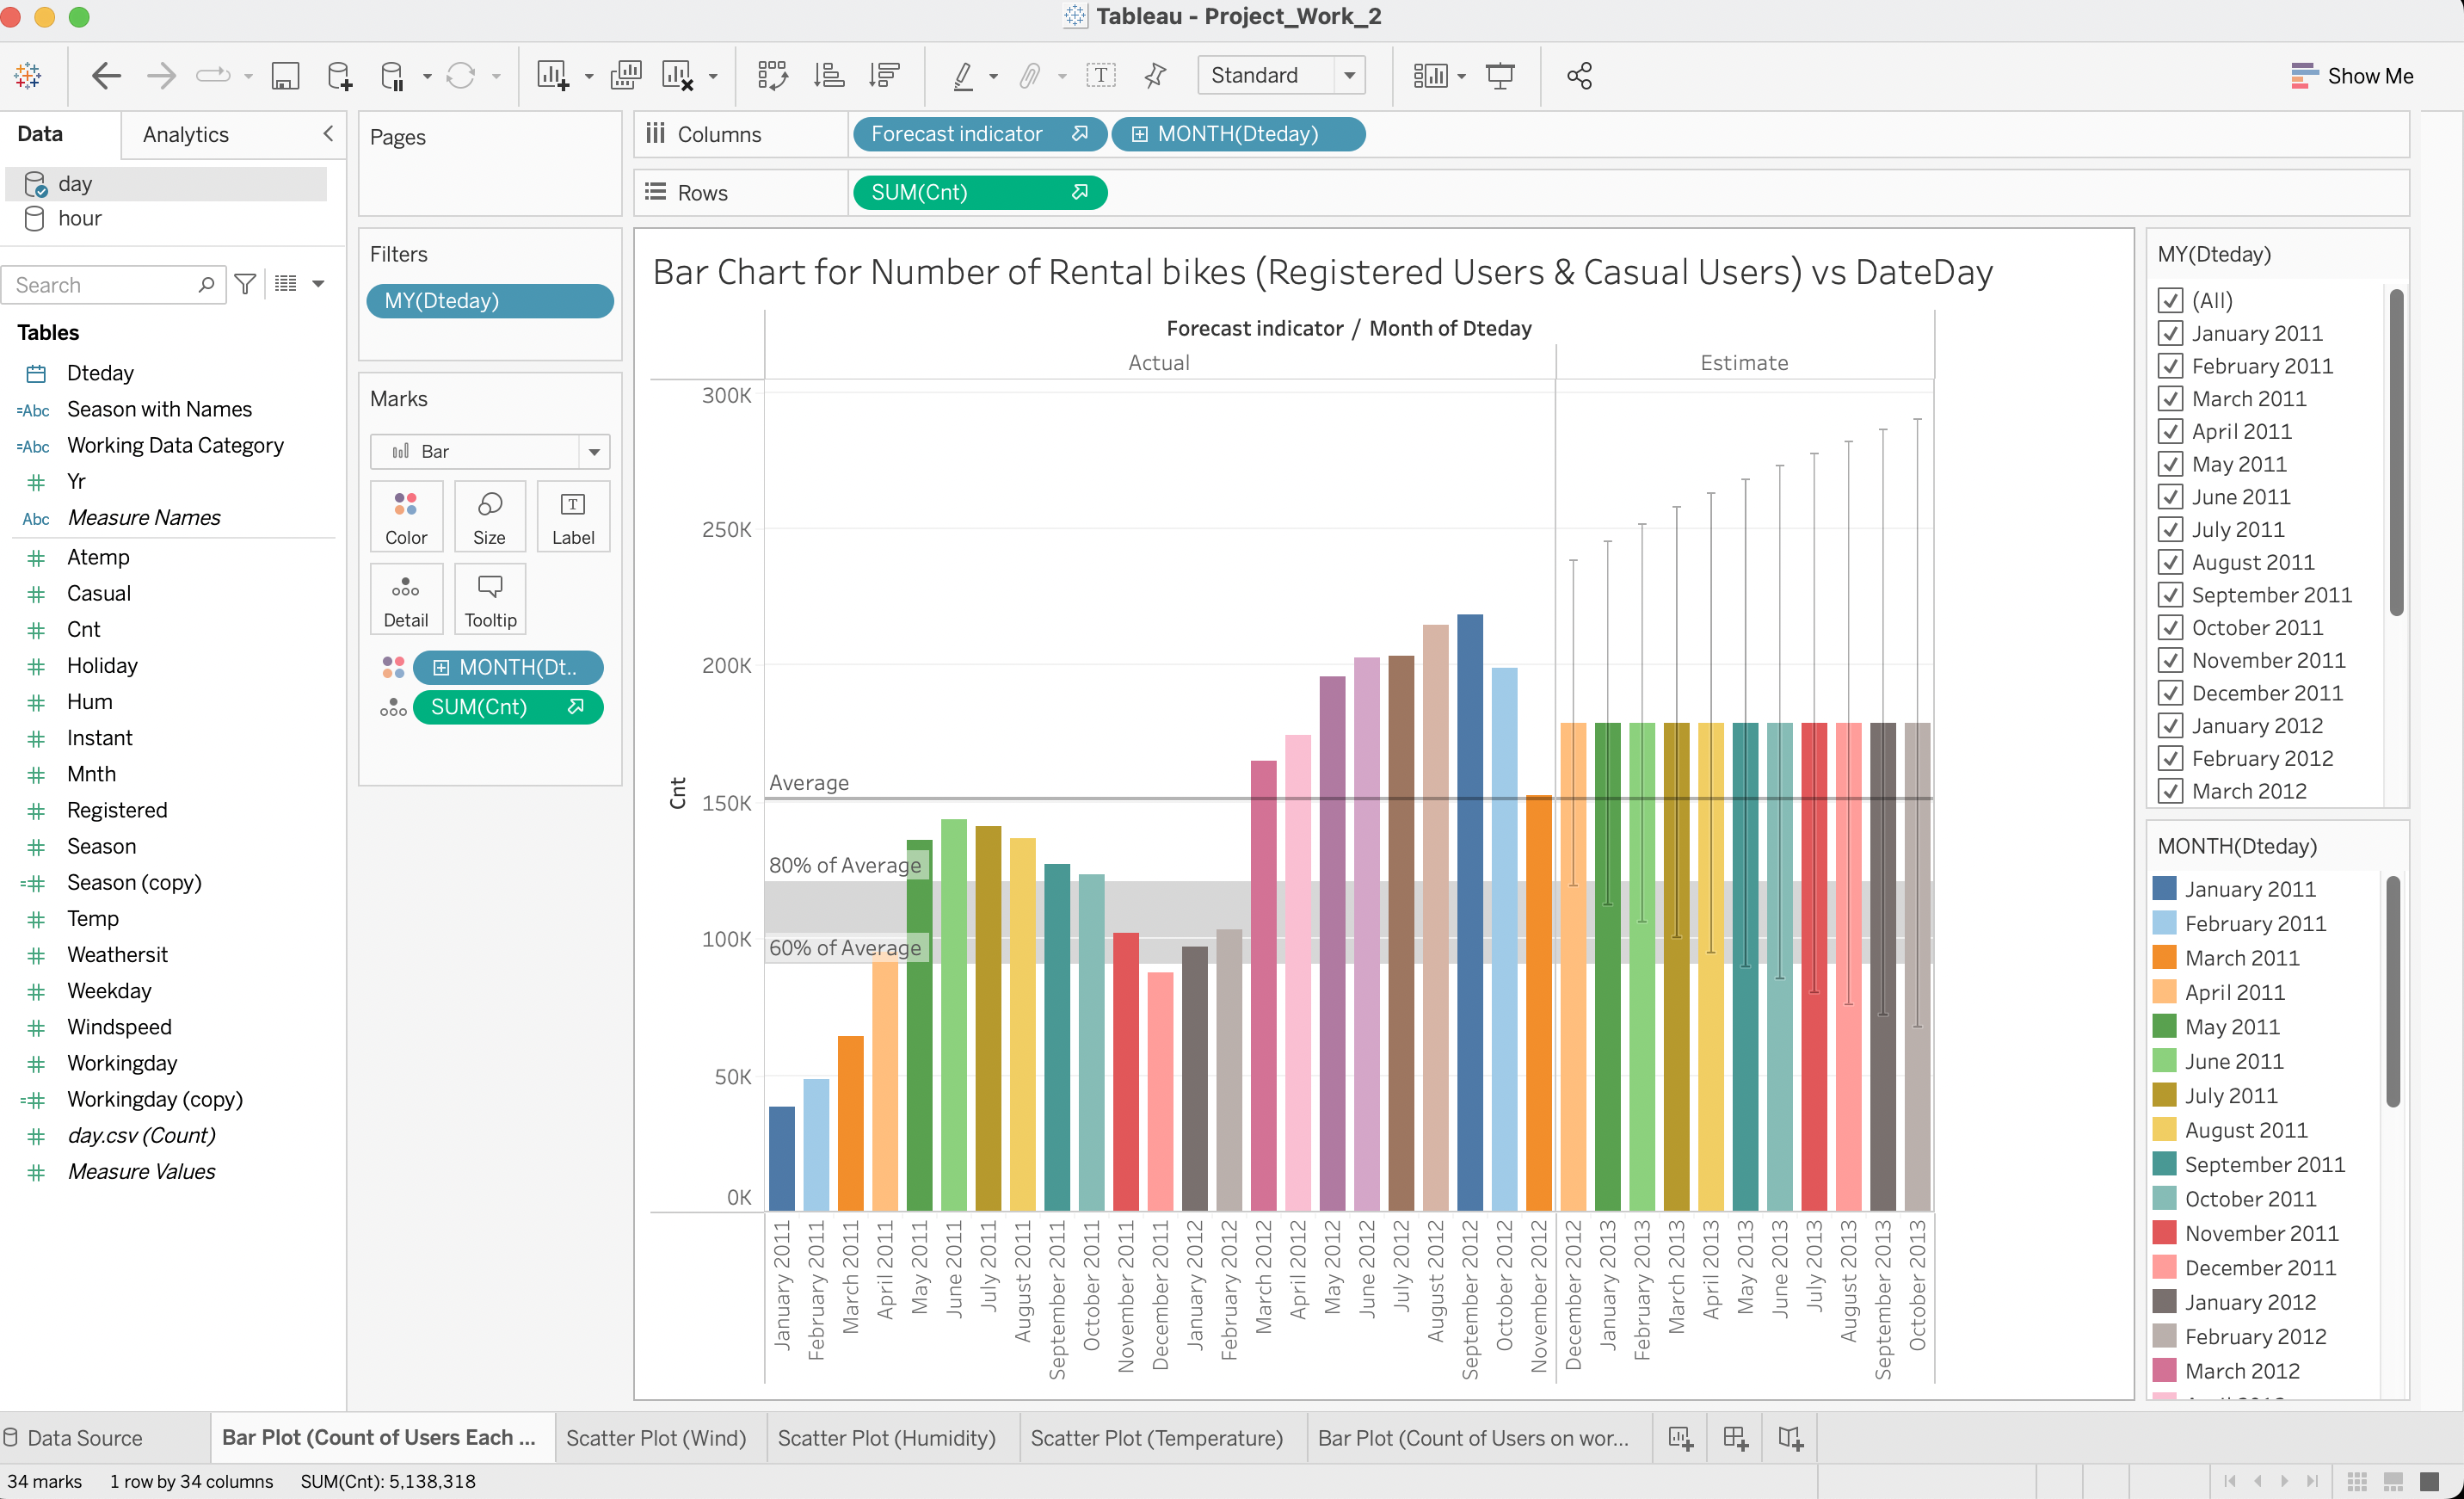 Tableau - Project_Work_2
Standard
Show Me
Data
Analytics
day
hour
Search
Tables
Dteday
=Abc Season with Names
=Abc Working Data Category
Yr
Abc Measure Names
Atemp
Casual
Cnt
Holiday
Hum
Instant
Mnth
Registered
Season
=# Season (copy)
Temp
Weathersit
Weekday
Windspeed
Workingday
=# Workingday (copy)
day.csv (Count)
Measure Values
Pages
Filters
MY(Dteday)
Marks
Bar
Color
Size
Label
Detail
Tooltip
MONTH(Dt..
SUM(Cnt)
Columns
Forecast indicator
MONTH(Dteday)
Rows
SUM(Cnt)
Bar Chart for Number of Rental bikes (Registered Users & Casual Users) vs DateDay
Forecast indicator / Month of Dteday
Actual
Estimate
300K
250K
200K
150K
100K
50K
0K
Cnt
Average
80% of Average
60% of Average
January 2011
February 2011
March 2011
April 2011
May 2011
June 2011
July 2011
August 2011
September 2011
October 2011
November 2011
December 2011
January 2012
February 2012
March 2012
April 2012
May 2012
June 2012
July 2012
August 2012
September 2012
October 2012
November 2012
December 2012
January 2013
February 2013
March 2013
April 2013
May 2013
June 2013
July 2013
August 2013
September 2013
October 2013
MY(Dteday)
(All)
January 2011
February 2011
March 2011
April 2011
May 2011
June 2011
July 2011
August 2011
September 2011
October 2011
November 2011
December 2011
January 2012
February 2012
March 2012
MONTH(Dteday)
January 2011
February 2011
March 2011
April 2011
May 2011
June 2011
July 2011
August 2011
September 2011
October 2011
November 2011
December 2011
January 2012
February 2012
March 2012
Data Source
Bar Plot (Count of Users Each ...
Scatter Plot (Wind)
Scatter Plot (Humidity)
Scatter Plot (Temperature)
Bar Plot (Count of Users on wor...
34 marks
1 row by 34 columns
SUM(Cnt): 5,138,318